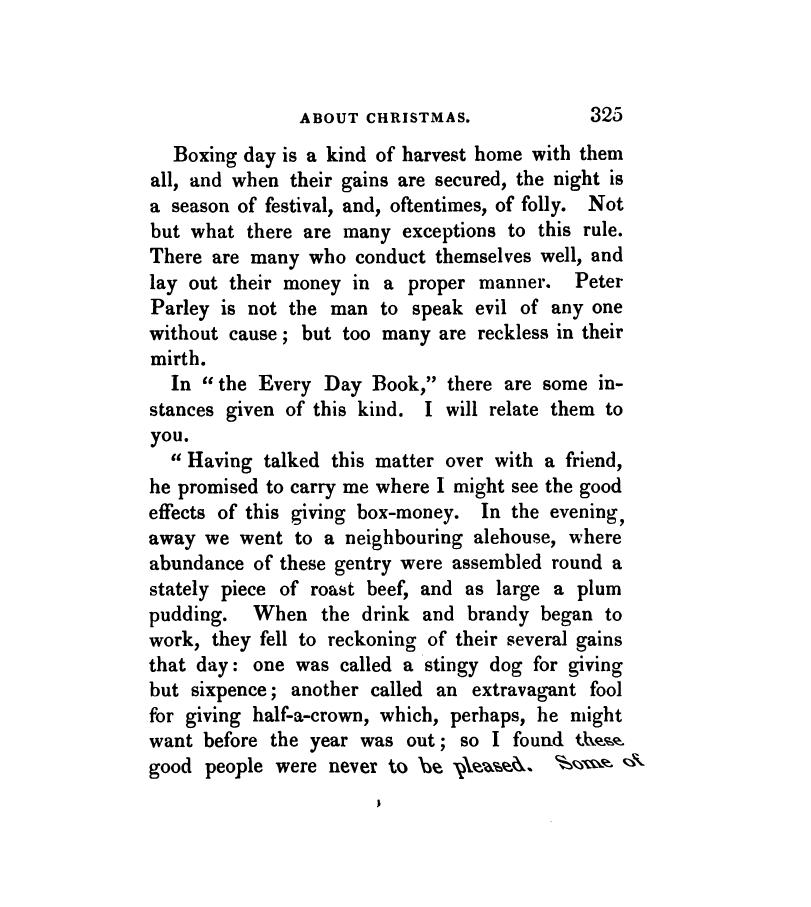 ABOUT CHRISTMAS. 325
Boxing day is a kind of harvest home with them
all, and when their gains are secured, the night is
a season of festival, and, oftentimes, of folly. Not
but what there are many exceptions to this rule.
There are many who conduct themselves well, and
lay out their money in a proper manner. Peter
Parley is not the man to speak evil of any one
without cause; but too many are reckless in their
mirth.
In “the Every Day Book,” there are some in-
stances given of this kind. I will relate them to
you.
“Having talked this matter over with a friend,
he promised to carry me where I might see the good
effects of this giving box-money. In the evening,
away we went to a neighbouring alehouse, where
abundance of these gentry were assembled round a
stately piece of roast beef, and as large a plum
pudding. When the drink and brandy began to
work, they fell to reckoning of their several gains
that day: one was called a stingy dog for giving
but sixpence; another called an extravagant fool
for giving half-a-crown, which, perhaps, he might
want before the year was out; so I found these
good people were never to be pleased. Some of